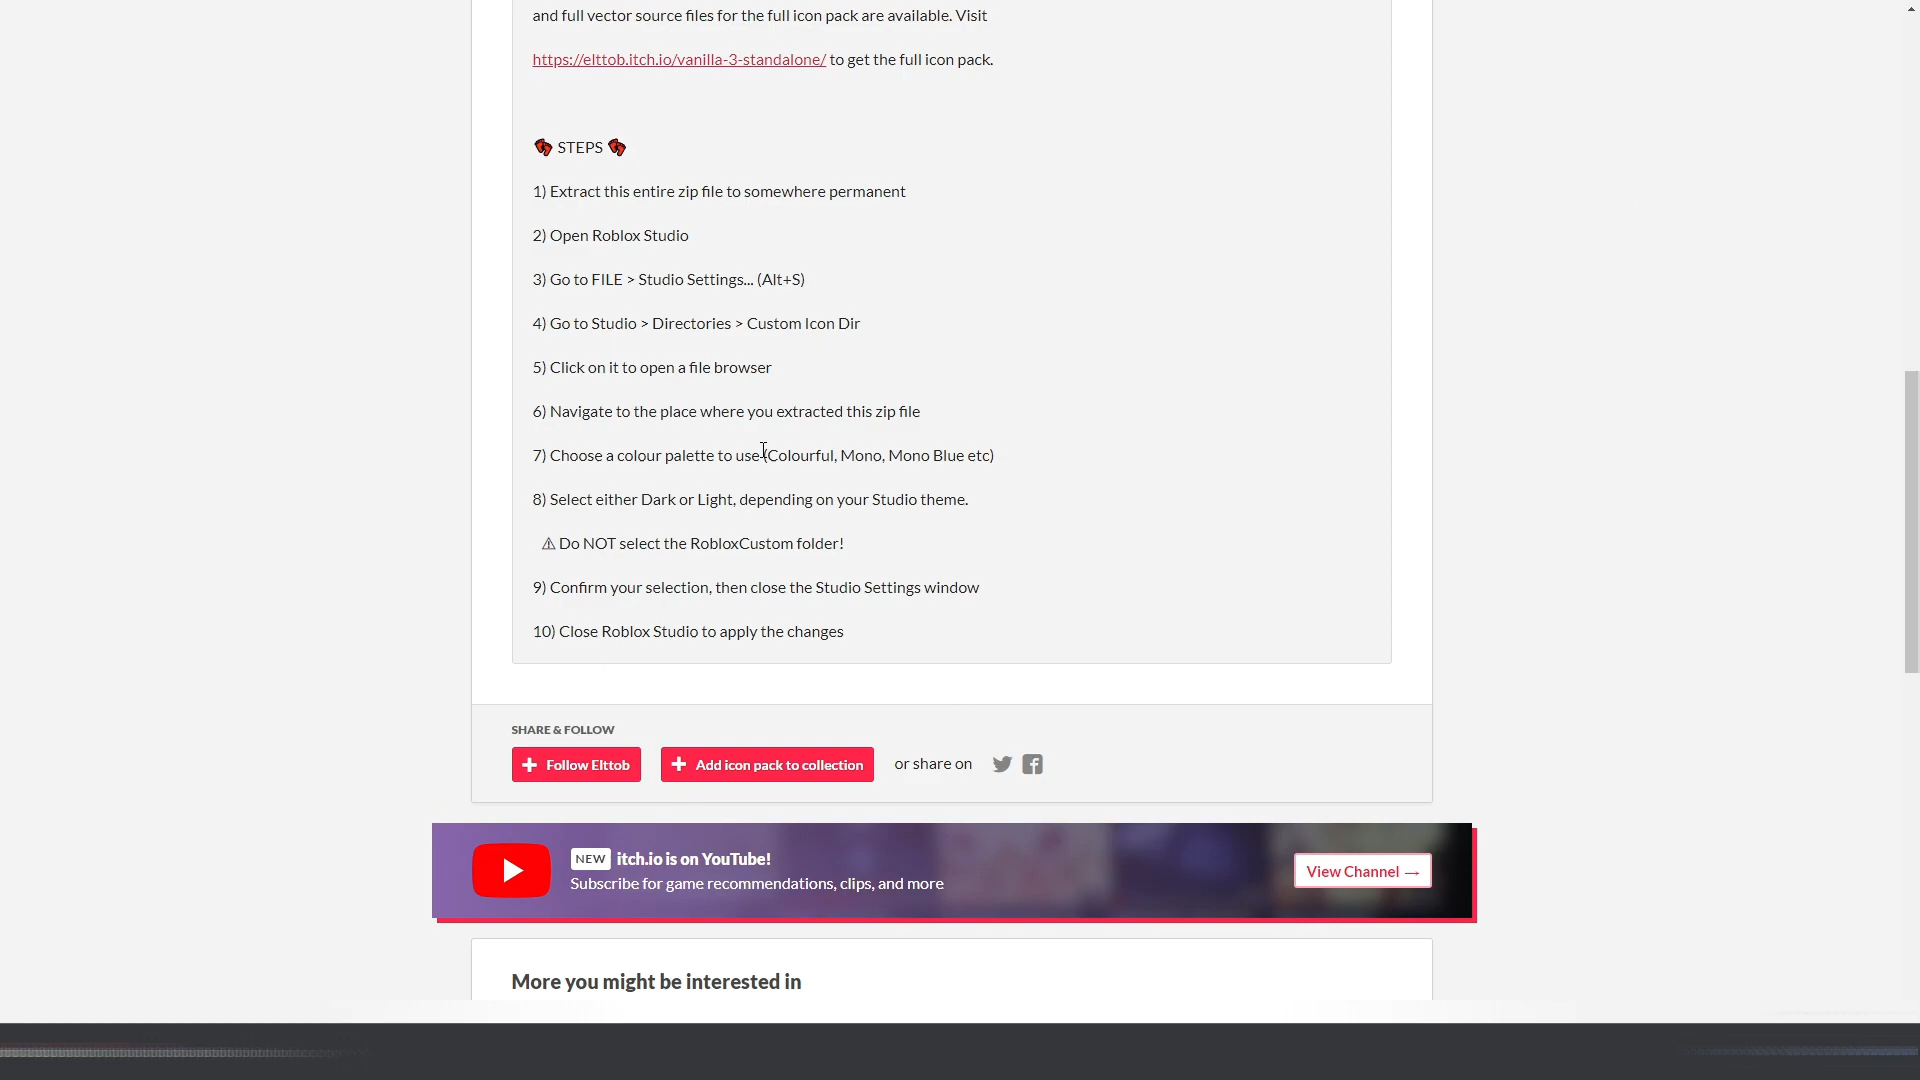 and full vector source files for the full icon pack are available. Visit
https://elttob.itch.io/vanilla-3-standalone/ to get the full icon pack.
👣 STEPS 👣
1) Extract this entire zip file to somewhere permanent
2) Open Roblox Studio
3) Go to FILE > Studio Settings... (Alt+S)
4) Go to Studio > Directories > Custom Icon Dir
5) Click on it to open a file browser
6) Navigate to the place where you extracted this zip file
7) Choose a colour palette to use (Colourful, Mono, Mono Blue etc)
8) Select either Dark or Light, depending on your Studio theme.
⚠ Do NOT select the RobloxCustom folder!
9) Confirm your selection, then close the Studio Settings window
10) Close Roblox Studio to apply the changes
SHARE & FOLLOW
Follow Elttob
Add icon pack to collection
or share on
NEW itch.io is on YouTube!
Subscribe for game recommendations, clips, and more
View Channel →
More you might be interested in